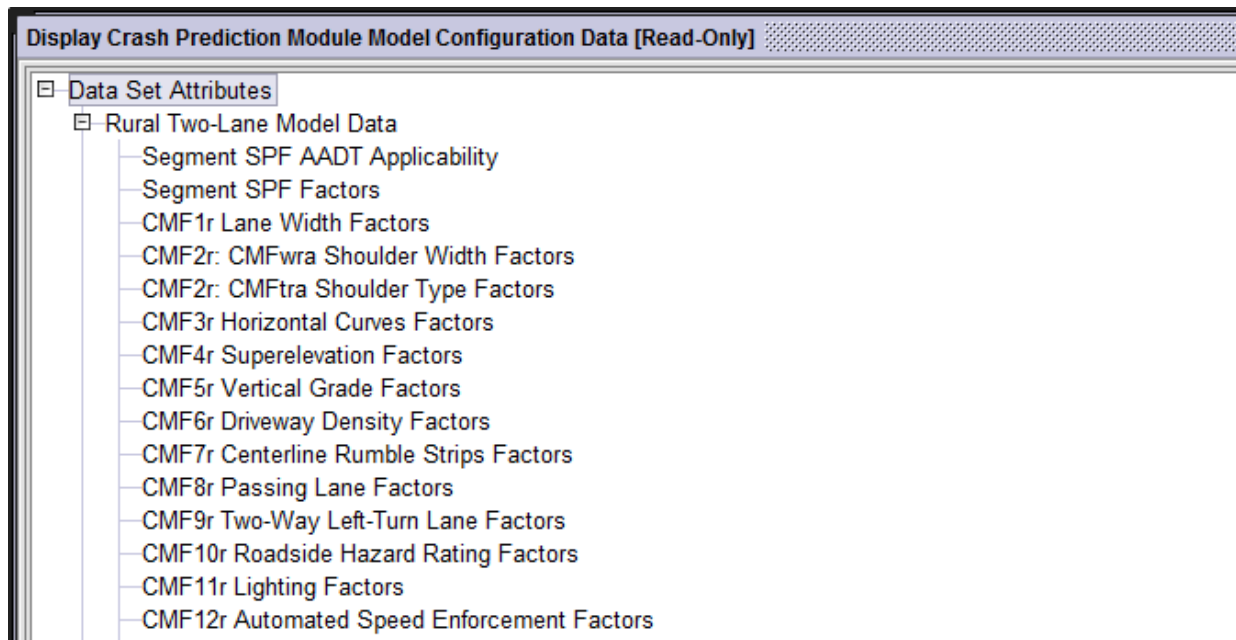 Display Crash Prediction Module Model Configuration Data [Read-Only]
Data Set Attributes
Rural Two-Lane Model Data
Segment SPF AADT Applicability
Segment SPF Factors
CMF1r Lane Width Factors
CMF2r: CMFwra Shoulder Width Factors
CMF2r: CMFtra Shoulder Type Factors
CMF3r Horizontal Curves Factors
CMF4r Superelevation Factors
CMF5r Vertical Grade Factors
CMF6r Driveway Density Factors
CMF7r Centerline Rumble Strips Factors
CMF8r Passing Lane Factors
CMF9r Two-Way Left-Turn Lane Factors
CMF10r Roadside Hazard Rating Factors
CMF11r Lighting Factors
CMF12r Automated Speed Enforcement Factors